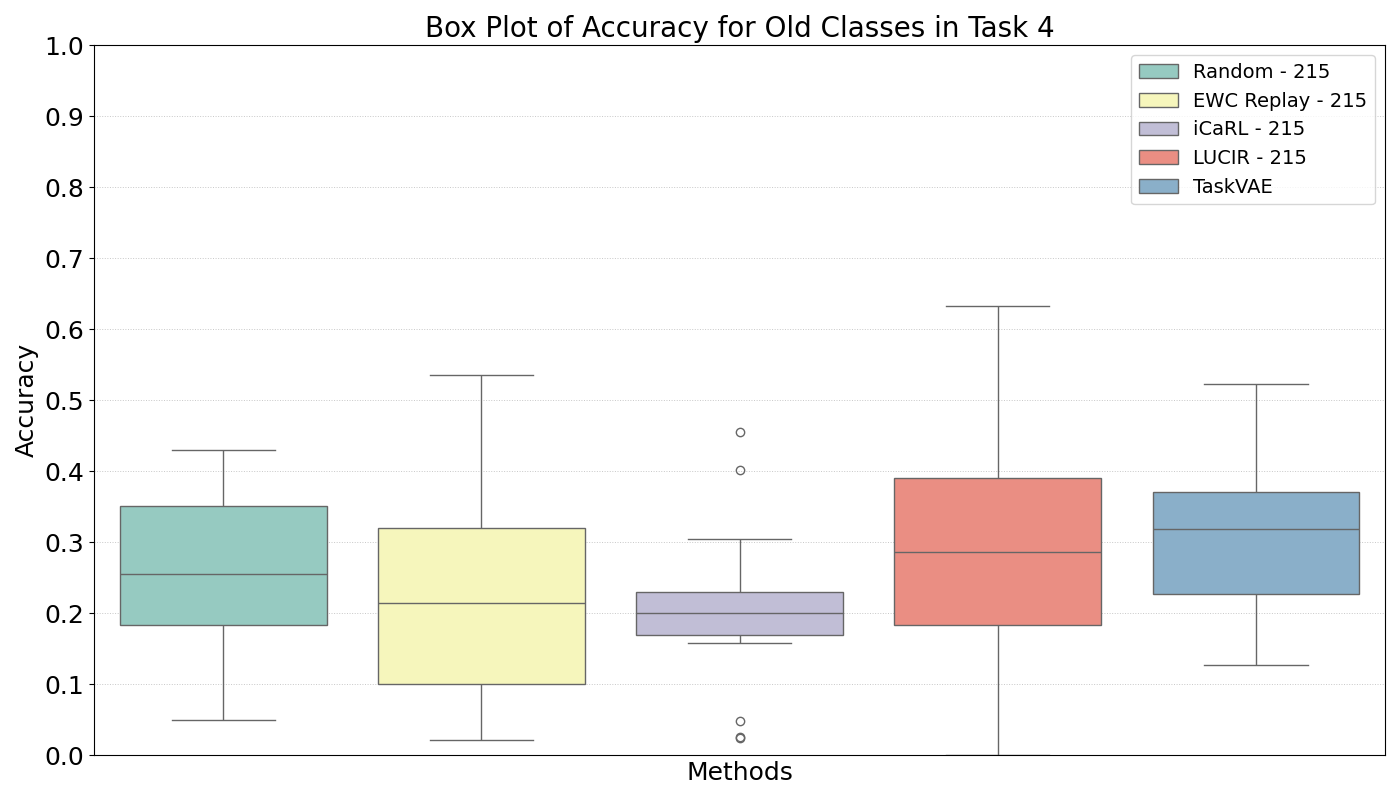 Box Plot of Accuracy for Old Classes in Task 4
1.0
0.9
0.8
0.7
0.6
0.5
0.4
0.3
0.2
0.1
0.0
Accuracy
Methods
Random - 215
EWC Replay - 215
iCaRL - 215
LUCIR - 215
TaskVAE